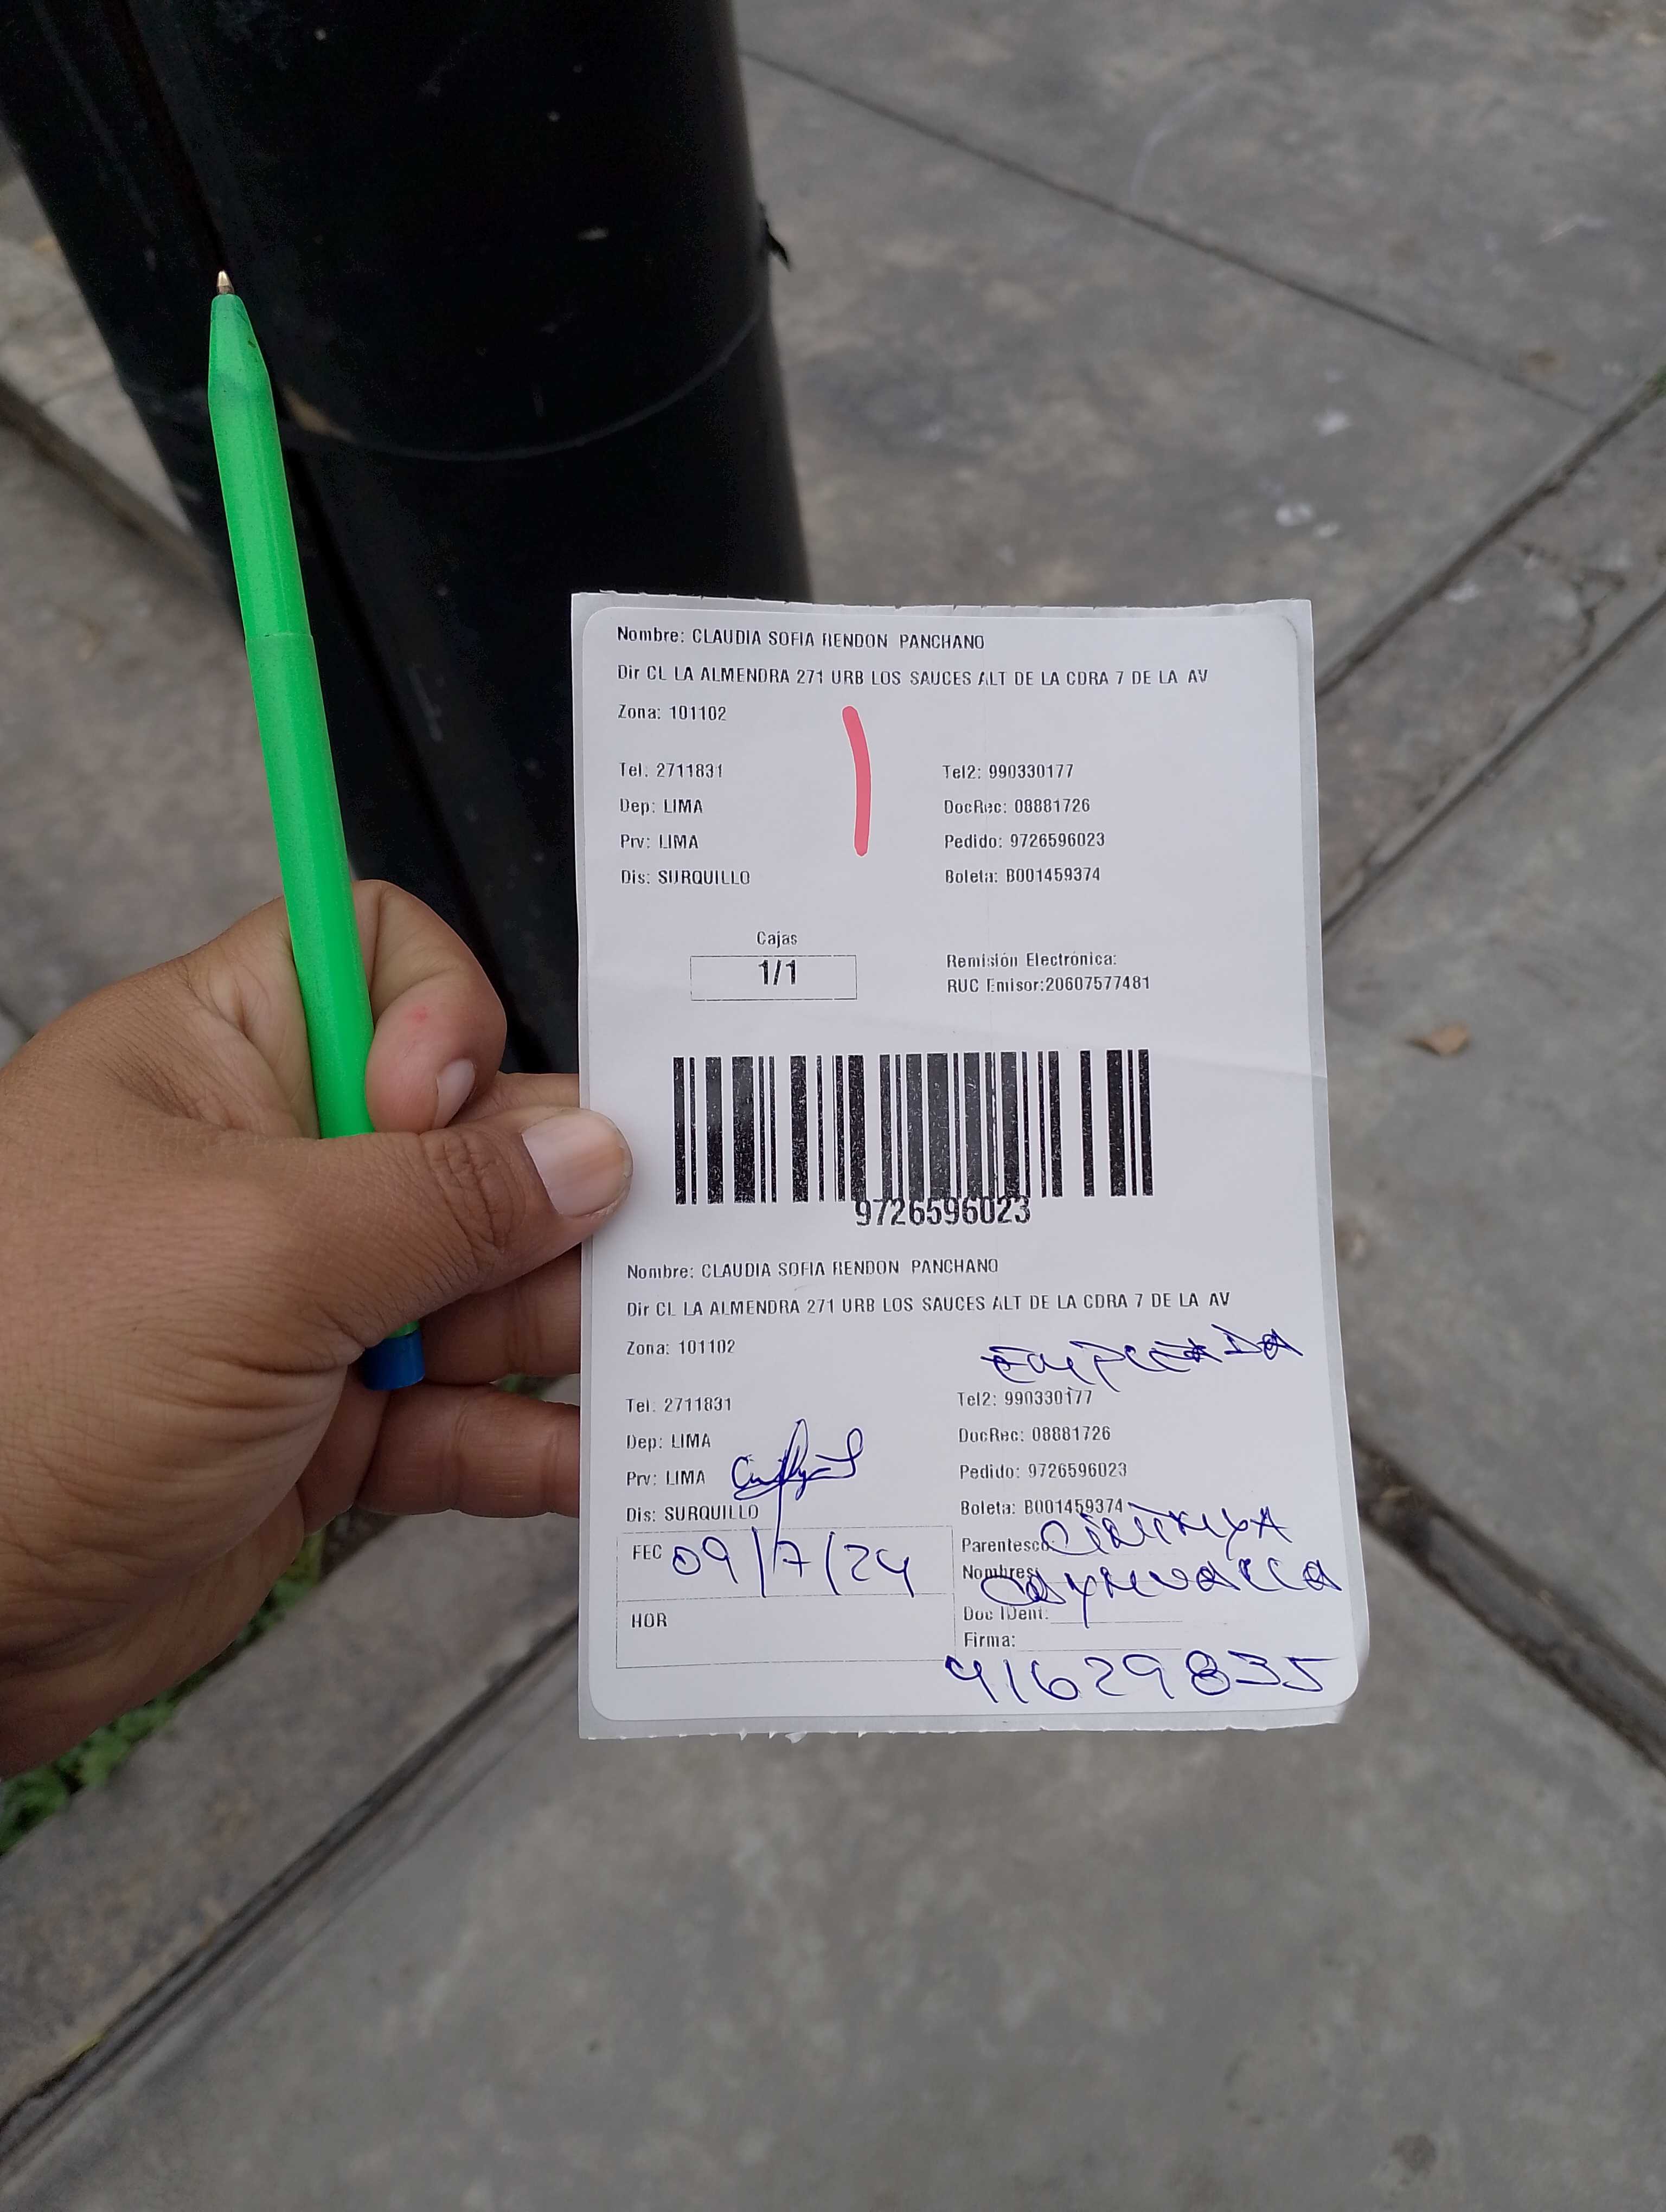 Nombre: CLAUDIA SOFIA RENDON PANCHANO
Dir CL LA ALMENDRA 271 URB LOS SAUCES ALT DE LA CDRA 7 DE LA AV
Zona: 101102
Tel. 2711831 Tel2: 990330177
Dep: LIMA DocRec: 08881726
Prv: LIMA Pedido: 9726596023
Dis: SURQUILLO Boleta: B001459374
Cajas
1/1
Remisión Electrónica:
RUC Emisor:20607577481
9726596023
Nombre: CLAUDIA SOFIA RENDON PANCHANO
Dir CL LA ALMENDRA 271 URB LOS SAUCES ALT DE LA CDRA 7 DE LA AV
Zona: 101102
EMPLEADA
Tel. 2711831 Tel2: 990330177
Dep: LIMA DocRec: 08881726
Prv: LIMA Pedido: 9726596023
Dis: SURQUILLO Boleta: B001459374
FEC 09/7/24
HOR
Parentesco:
Nombres:
Doc IDent:
Firma:
41629835